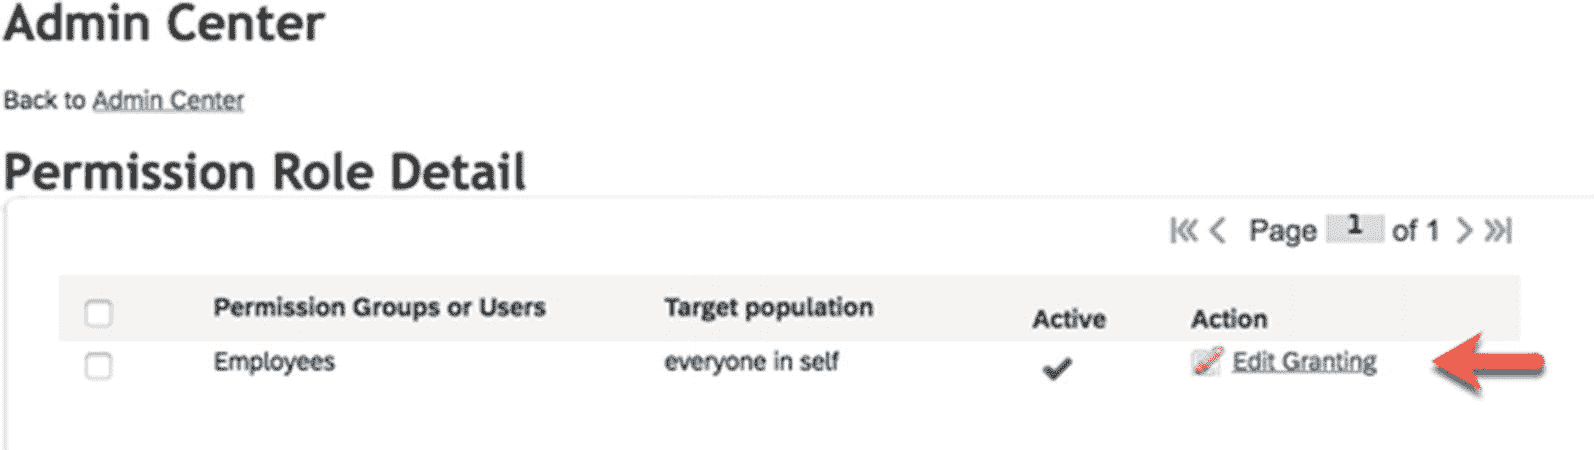 Admin Center
Back to Admin Center
Permission Role Detail
Page 1 of 1
Permission Groups or Users Target population Active Action
Employees everyone in self Edit Granting